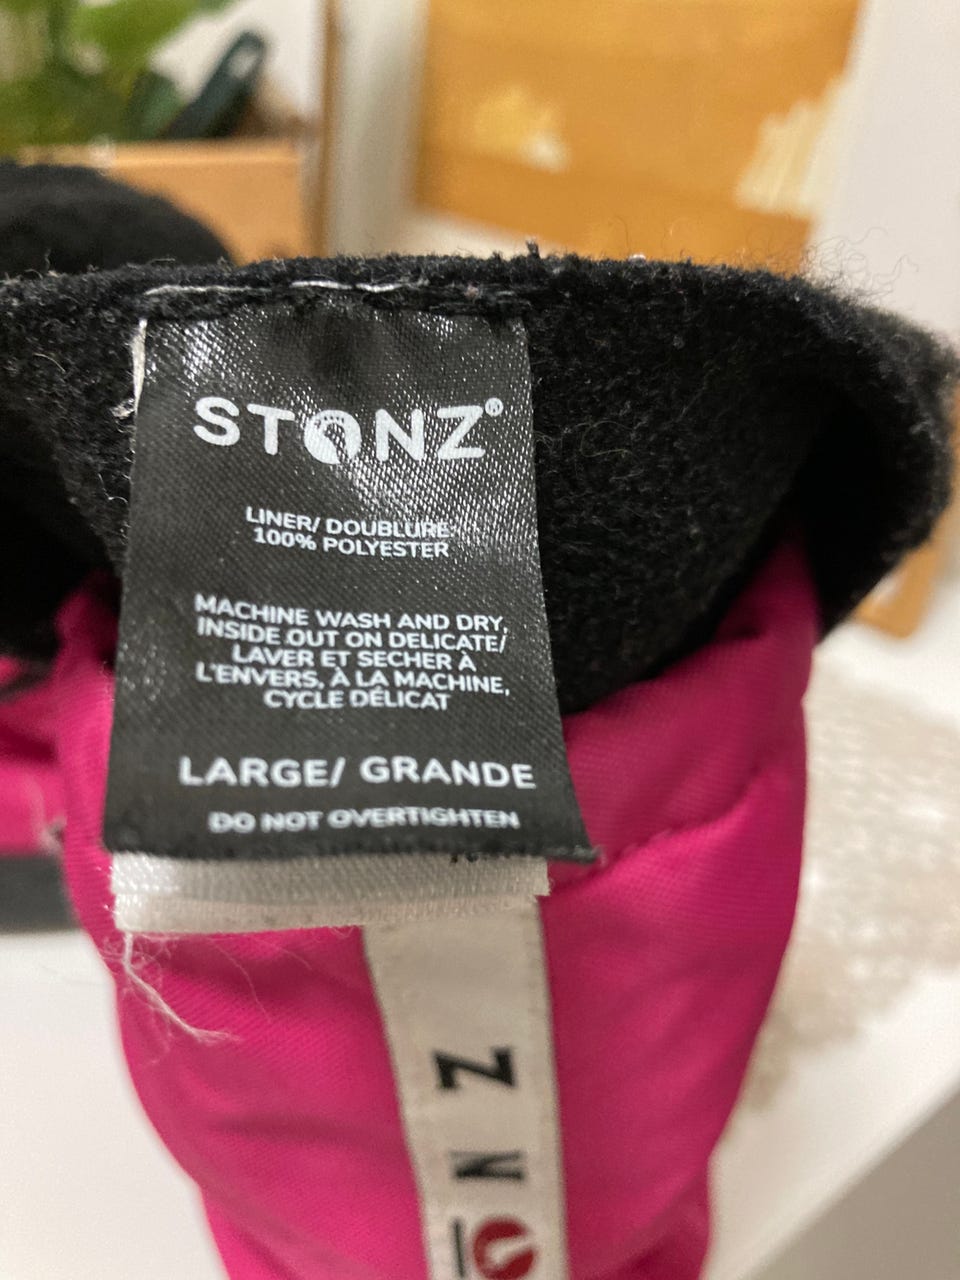 STONZ®
LINER/ DOUBLURE:
100% POLYESTER
MACHINE WASH AND DRY,
INSIDE OUT ON DELICATE/
LAVER ET SECHER À
L'ENVERS, À LA MACHINE,
CYCLE DÉLICAT
LARGE/ GRANDE
DO NOT OVERTIGHTEN
ONZ